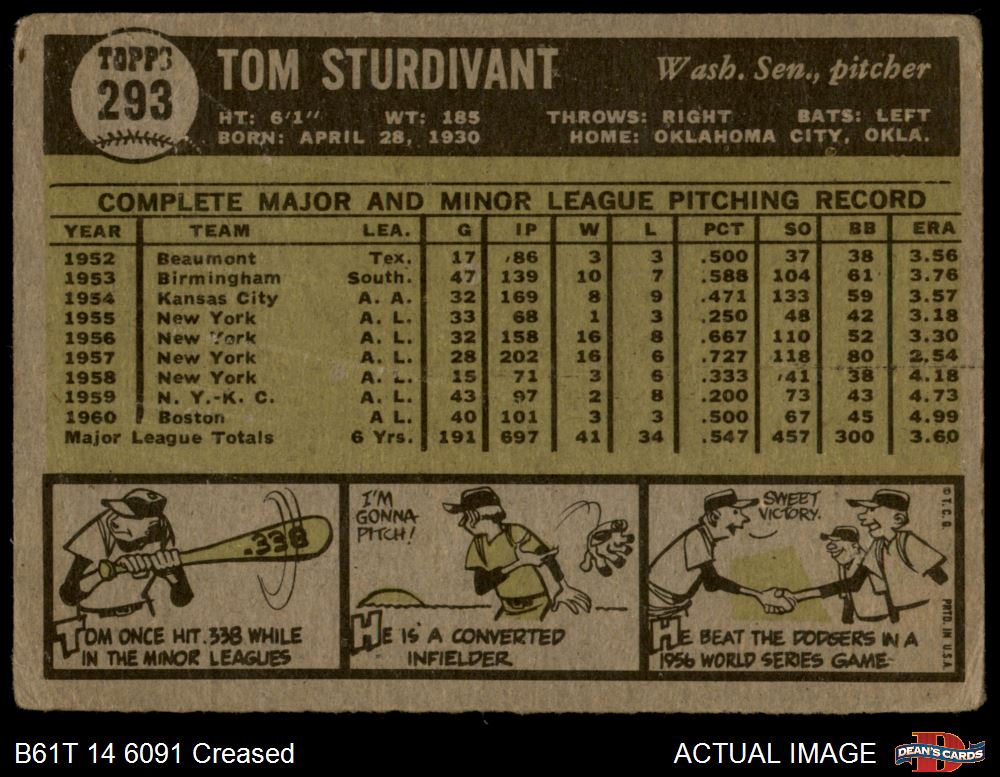 TOPPS
293
TOM STURDIVANT
Wash. Sen., pitcher
HT: 6'1" WT: 185 THROWS: RIGHT BATS: LEFT
BORN: APRIL 28, 1930 HOME: OKLAHOMA CITY, OKLA.
COMPLETE MAJOR AND MINOR LEAGUE PITCHING RECORD
YEAR TEAM LEA. G IP W L PCT SO BB ERA
1952 Beaumont Tex. 17 86 3 3 .500 37 38 3.56
1953 Birmingham South. 47 139 10 7 .588 104 61 3.76
1954 Kansas City A. A. 32 169 8 9 .471 133 59 3.57
1955 New York A. L. 33 68 1 3 .250 48 42 3.18
1956 New York A. L. 32 158 16 8 .667 110 52 3.30
1957 New York A. L. 28 202 16 6 .727 118 80 2.54
1958 New York A. L. 15 71 3 6 .333 41 38 4.18
1959 N. Y.-K. C. A. L. 43 97 2 8 .200 73 43 4.73
1960 Boston A L. 40 101 3 3 .500 67 45 4.99
Major League Totals 6 Yrs. 191 697 41 34 .547 457 300 3.60
.338
TOM ONCE HIT .338 WHILE
IN THE MINOR LEAGUES
I'M
GONNA
PITCH!
HE IS A CONVERTED
INFIELDER
SWEET
VICTORY.
HE BEAT THE DODGERS IN A
1956 WORLD SERIES GAME
© T.C.G. PRTD. IN U.S.A.
B61T 14 6091 Creased
ACTUAL IMAGE
DEAN'S CARDS